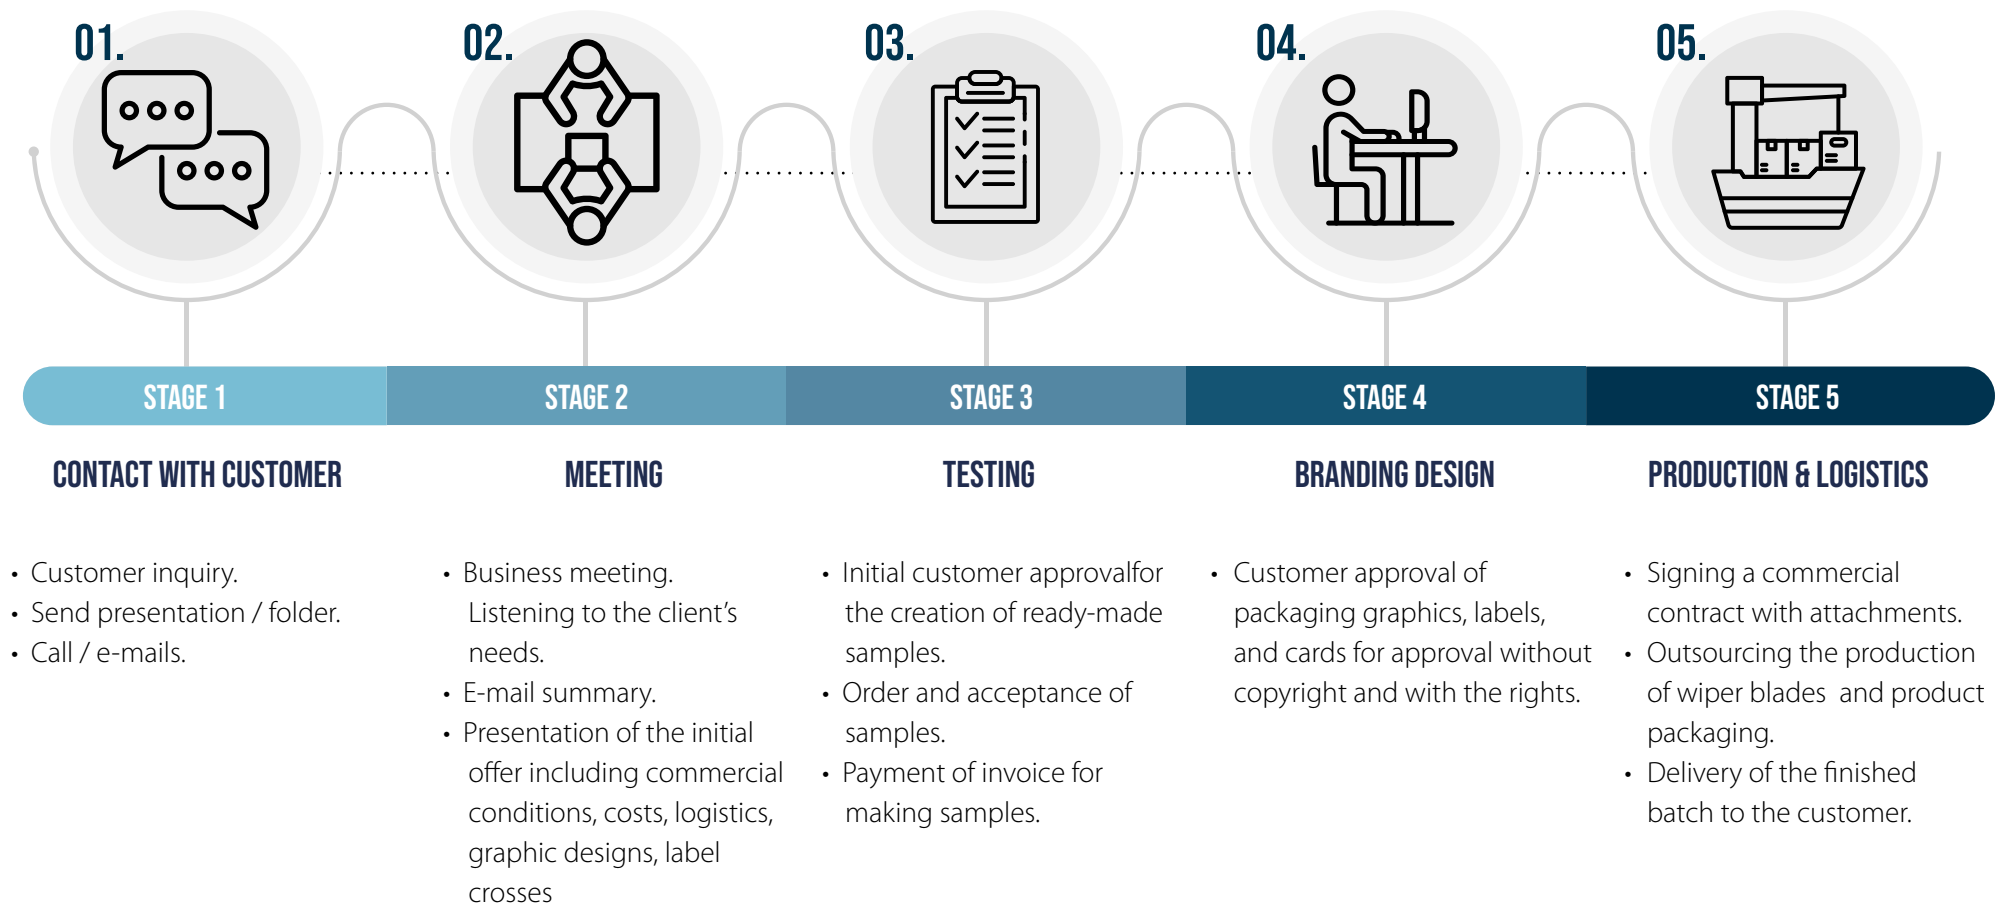 01.
02.
03.
04.
05.
STAGE 1
STAGE 2
STAGE 3
STAGE 4
STAGE 5
CONTACT WITH CUSTOMER
MEETING
TESTING
BRANDING DESIGN
PRODUCTION & LOGISTICS
• Customer inquiry.
• Send presentation / folder.
• Call / e-mails.
• Business meeting.
Listening to the client’s
needs.
• E-mail summary.
• Presentation of the initial
offer including commercial
conditions, costs, logistics,
graphic designs, label
crosses
• Initial customer approvalfor
the creation of ready-made
samples.
• Order and acceptance of
samples.
• Payment of invoice for
making samples.
• Customer approval of
packaging graphics, labels,
and cards for approval without
copyright and with the rights.
• Signing a commercial
contract with attachments.
• Outsourcing the production
of wiper blades  and product
packaging.
• Delivery of the finished
batch to the customer.